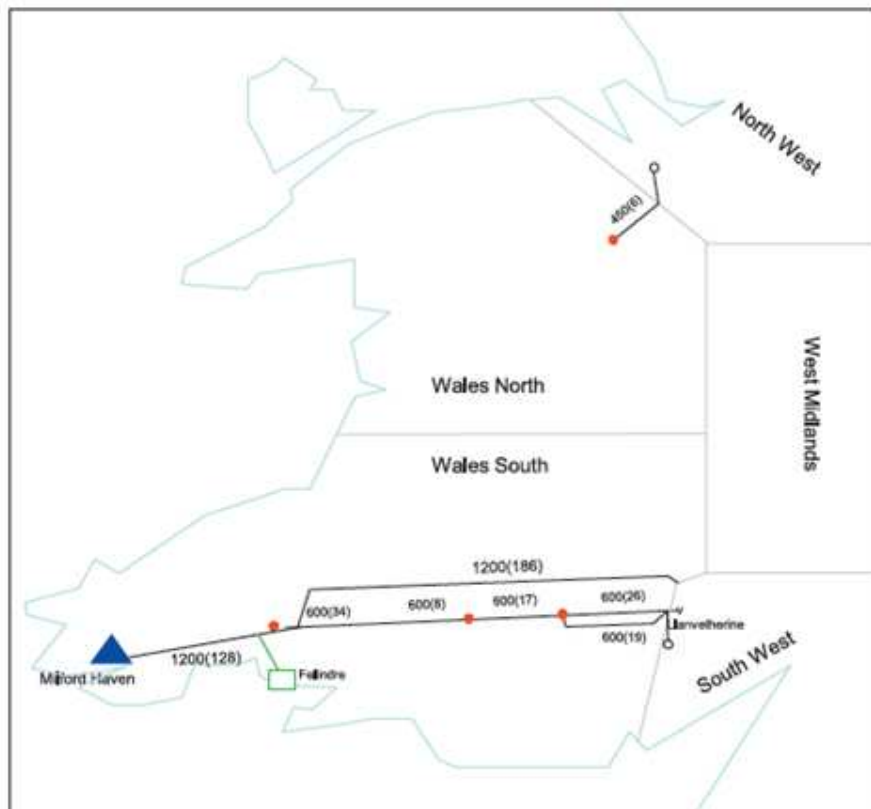 North West
450(6)
West Midlands
Wales North
Wales South
1200(186)
600(34)
600(8)
600(17)
600(26)
Llanvetherine
600(19)
1200(128)
Milford Haven
Felindre
South West